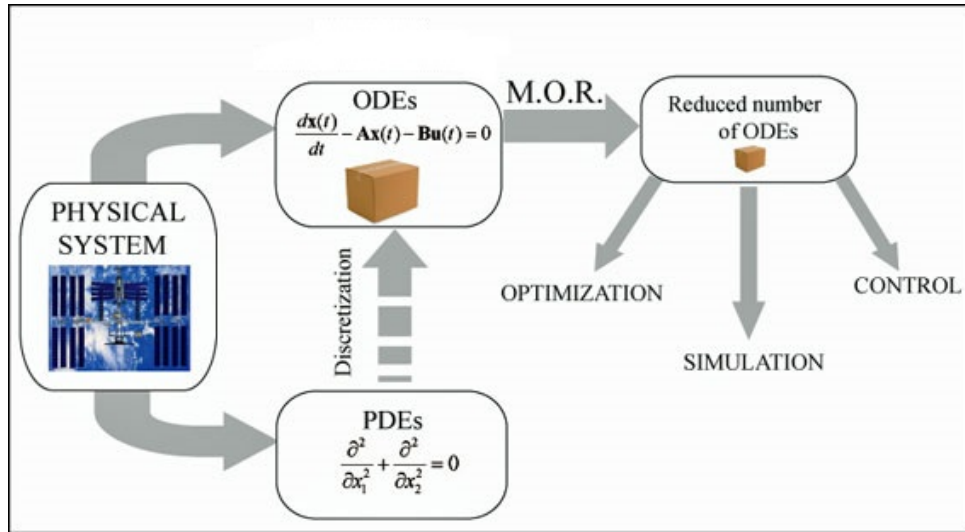 ODEs
dx(t)/dt − Ax(t) − Bu(t) = 0
M.O.R.
Reduced number
of ODEs
PHYSICAL
SYSTEM
Discretization
OPTIMIZATION
CONTROL
SIMULATION
PDEs
∂²/∂x₁² + ∂²/∂x₂² = 0